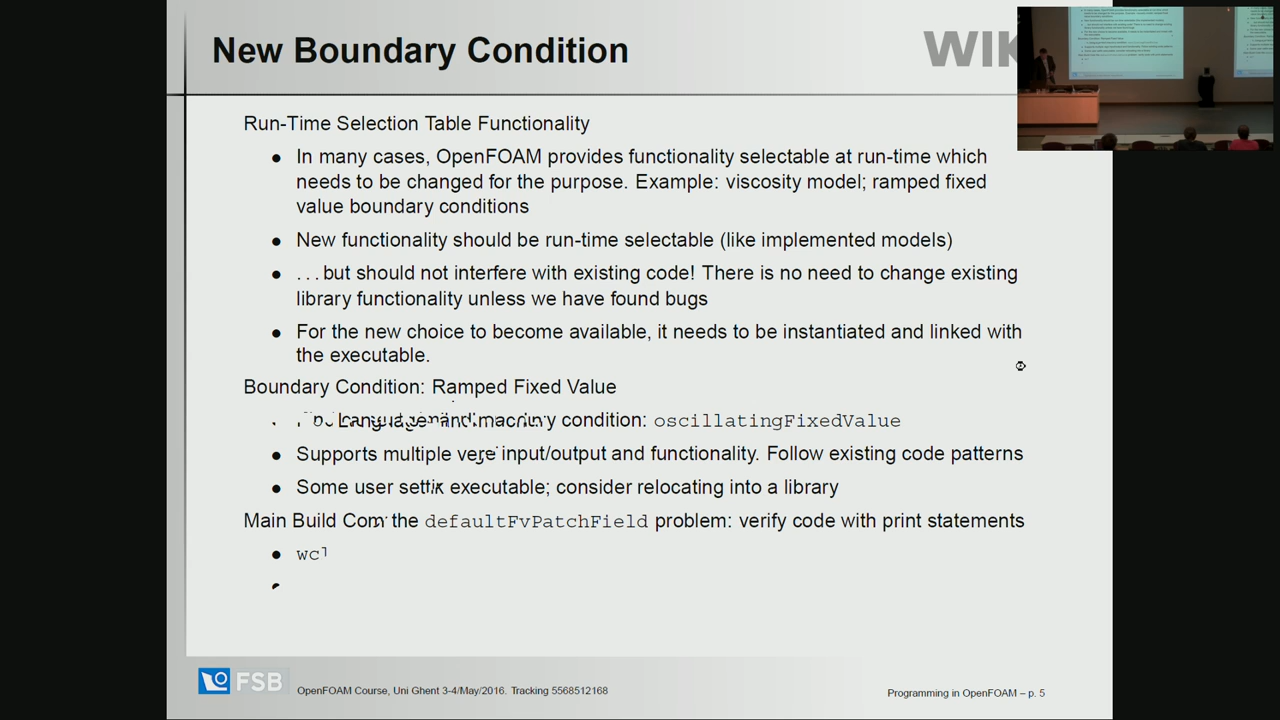 New Boundary Condition
WIK
Run-Time Selection Table Functionality
In many cases, OpenFOAM provides functionality selectable at run-time which
needs to be changed for the purpose. Example: viscosity model; ramped fixed
value boundary conditions
New functionality should be run-time selectable (like implemented models)
...but should not interfere with existing code! There is no need to change existing
library functionality unless we have found bugs
For the new choice to become available, it needs to be instantiated and linked with
the executable.
Boundary Condition: Ramped Fixed Value
condition: oscillatingFixedValue
Supports multiple input/output and functionality. Follow existing code patterns
Some user executable; consider relocating into a library
Main Build the defaultFvPatchField problem: verify code with print statements
FSB
OpenFOAM Course, Uni Ghent 3-4/May/2016. Tracking 5568512168
Programming in OpenFOAM – p. 5